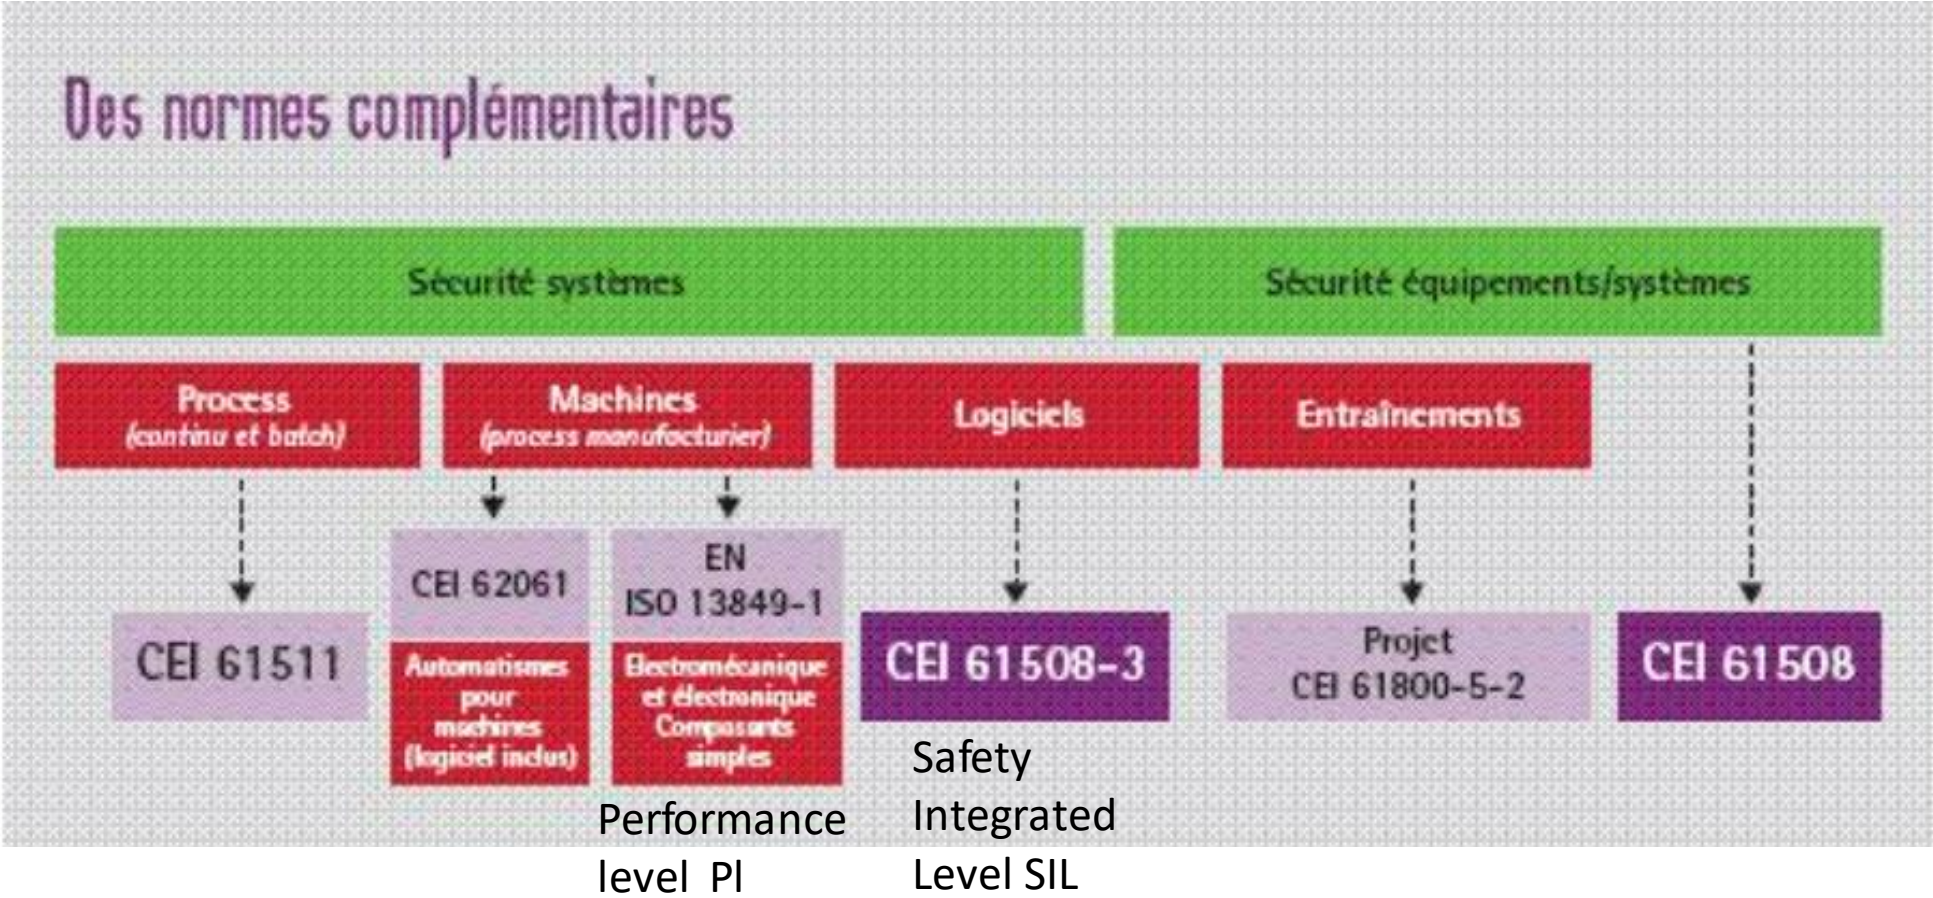 Des normes complémentaires
Sécurité systèmes
Sécurité équipements/systèmes
Process
(continu et batch)
Machines
(process manufacturier)
Logiciels
Entraînements
CEI 61511
CEI 62061
Automatismes
pour
machines
(logiciel inclus)
EN
ISO 13849-1
Electromécanique
et électronique
Composants
simples
Performance
level Pl
CEI 61508-3
Safety
Integrated
Level SIL
Projet
CEI 61800-5-2
CEI 61508